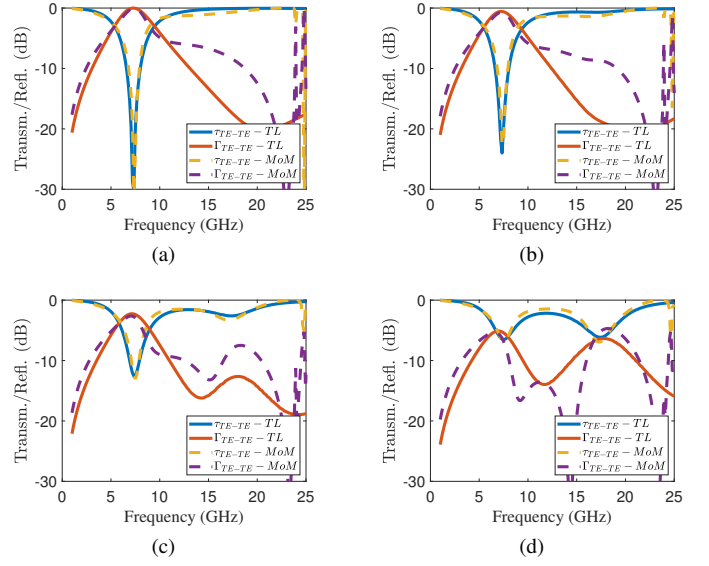 Transm./Refl. (dB)
0
-10
-20
-30
τTE−TE − TL
ΓTE−TE − TL
τTE−TE − MoM
ΓTE−TE − MoM
0 5 10 15 20 25
Frequency (GHz)
(a)
Transm./Refl. (dB)
0
-10
-20
-30
τTE−TE − TL
ΓTE−TE − TL
τTE−TE − MoM
ΓTE−TE − MoM
0 5 10 15 20 25
Frequency (GHz)
(b)
Transm./Refl. (dB)
0
-10
-20
-30
τTE−TE − TL
ΓTE−TE − TL
τTE−TE − MoM
ΓTE−TE − MoM
0 5 10 15 20 25
Frequency (GHz)
(c)
Transm./Refl. (dB)
0
-10
-20
-30
τTE−TE − TL
ΓTE−TE − TL
τTE−TE − MoM
ΓTE−TE − MoM
0 5 10 15 20 25
Frequency (GHz)
(d)